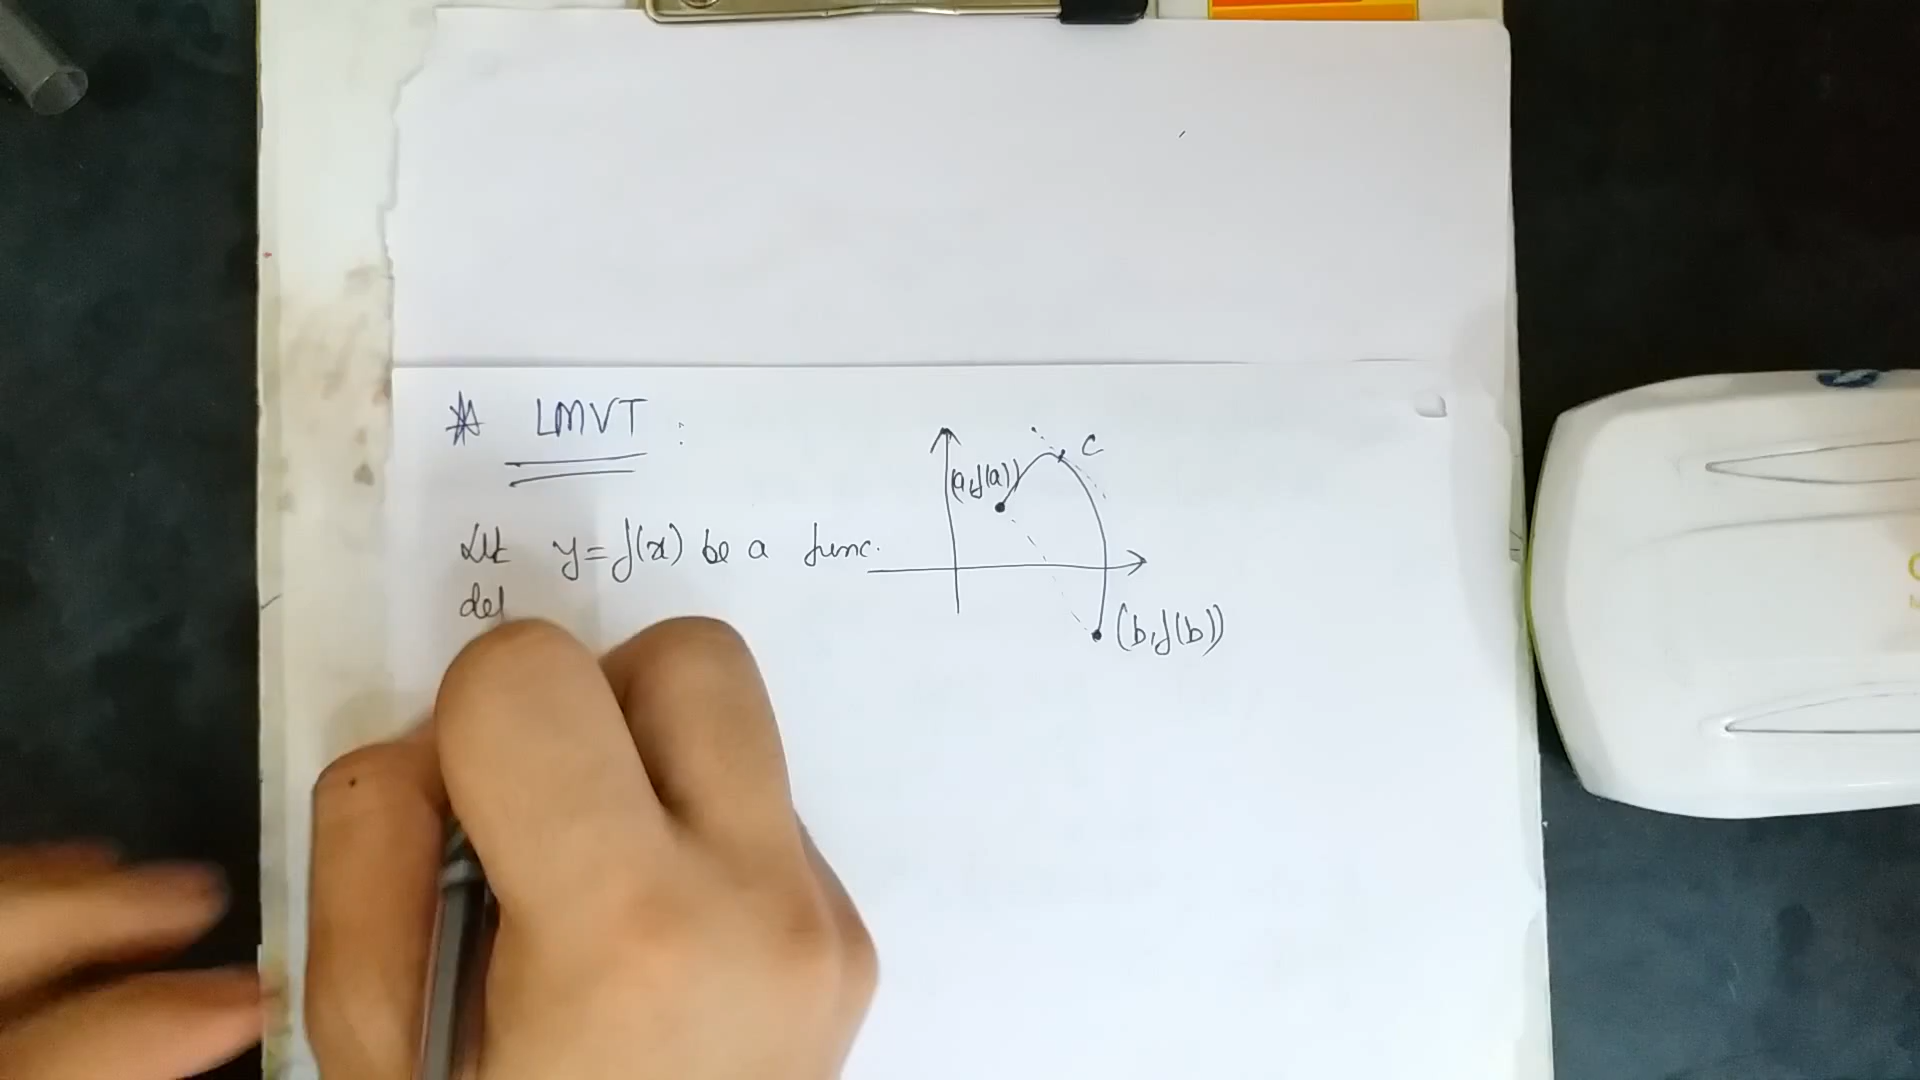 LMVT :
C
(a,f(a))
Let y=f(x) be a func.
def
(b,f(b))